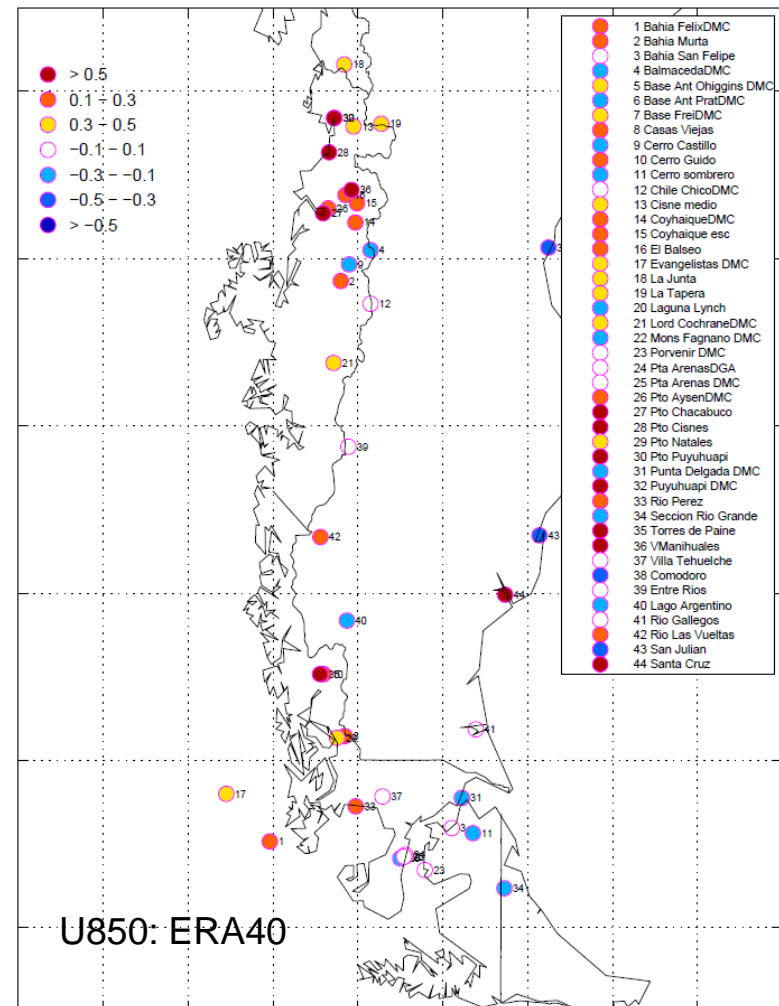 > 0.5
0.1 − 0.3
0.3 − 0.5
−0.1 − 0.1
−0.3 − −0.1
−0.5 − −0.3
> −0.5
1 Bahia FelixDMC
2 Bahia Murta
3 Bahia San Felipe
4 BalmacedaDMC
5 Base Ant Ohiggins DMC
6 Base Ant PratDMC
7 Base FreiDMC
8 Casas Viejas
9 Cerro Castillo
10 Cerro Guido
11 Cerro sombrero
12 Chile ChicoDMC
13 Cisne medio
14 CoyhaiqueDMC
15 Coyhaique esc
16 El Balseo
17 Evangelistas DMC
18 La Junta
19 La Tapera
20 Laguna Lynch
21 Lord CochraneDMC
22 Mons Fagnano DMC
23 Porvenir DMC
24 Pta ArenasDGA
25 Pta Arenas DMC
26 Pto AysenDMC
27 Pto Chacabuco
28 Pto Cisnes
29 Pto Natales
30 Pto Puyuhuapi
31 Punta Delgada DMC
32 Puyuhuapi DMC
33 Rio Perez
34 Seccion Rio Grande
35 Torres de Paine
36 VManihuales
37 Villa Tehuelche
38 Comodoro
39 Entre Rios
40 Lago Argentino
41 Rio Gallegos
42 Rio Las Vueltas
43 San Julian
44 Santa Cruz
18
19
13
28
36
15
26
27
14
4
9
3
2
12
21
39
42
43
44
40
41
17
37
31
33
3
11
1
23
34
U850: ERA40